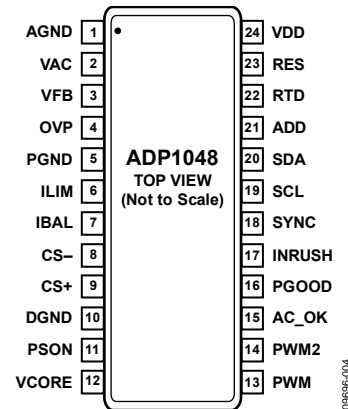 AGND 1 24 VDD
VAC 2 23 RES
VFB 3 22 RTD
OVP 4 21 ADD
PGND 5 ADP1048 20 SDA
TOP VIEW
ILIM 6 (Not to Scale) 19 SCL
IBAL 7 18 SYNC
CS– 8 17 INRUSH
CS+ 9 16 PGOOD
DGND 10 15 AC_OK
PSON 11 14 PWM2
VCORE 12 13 PWM
09696-004